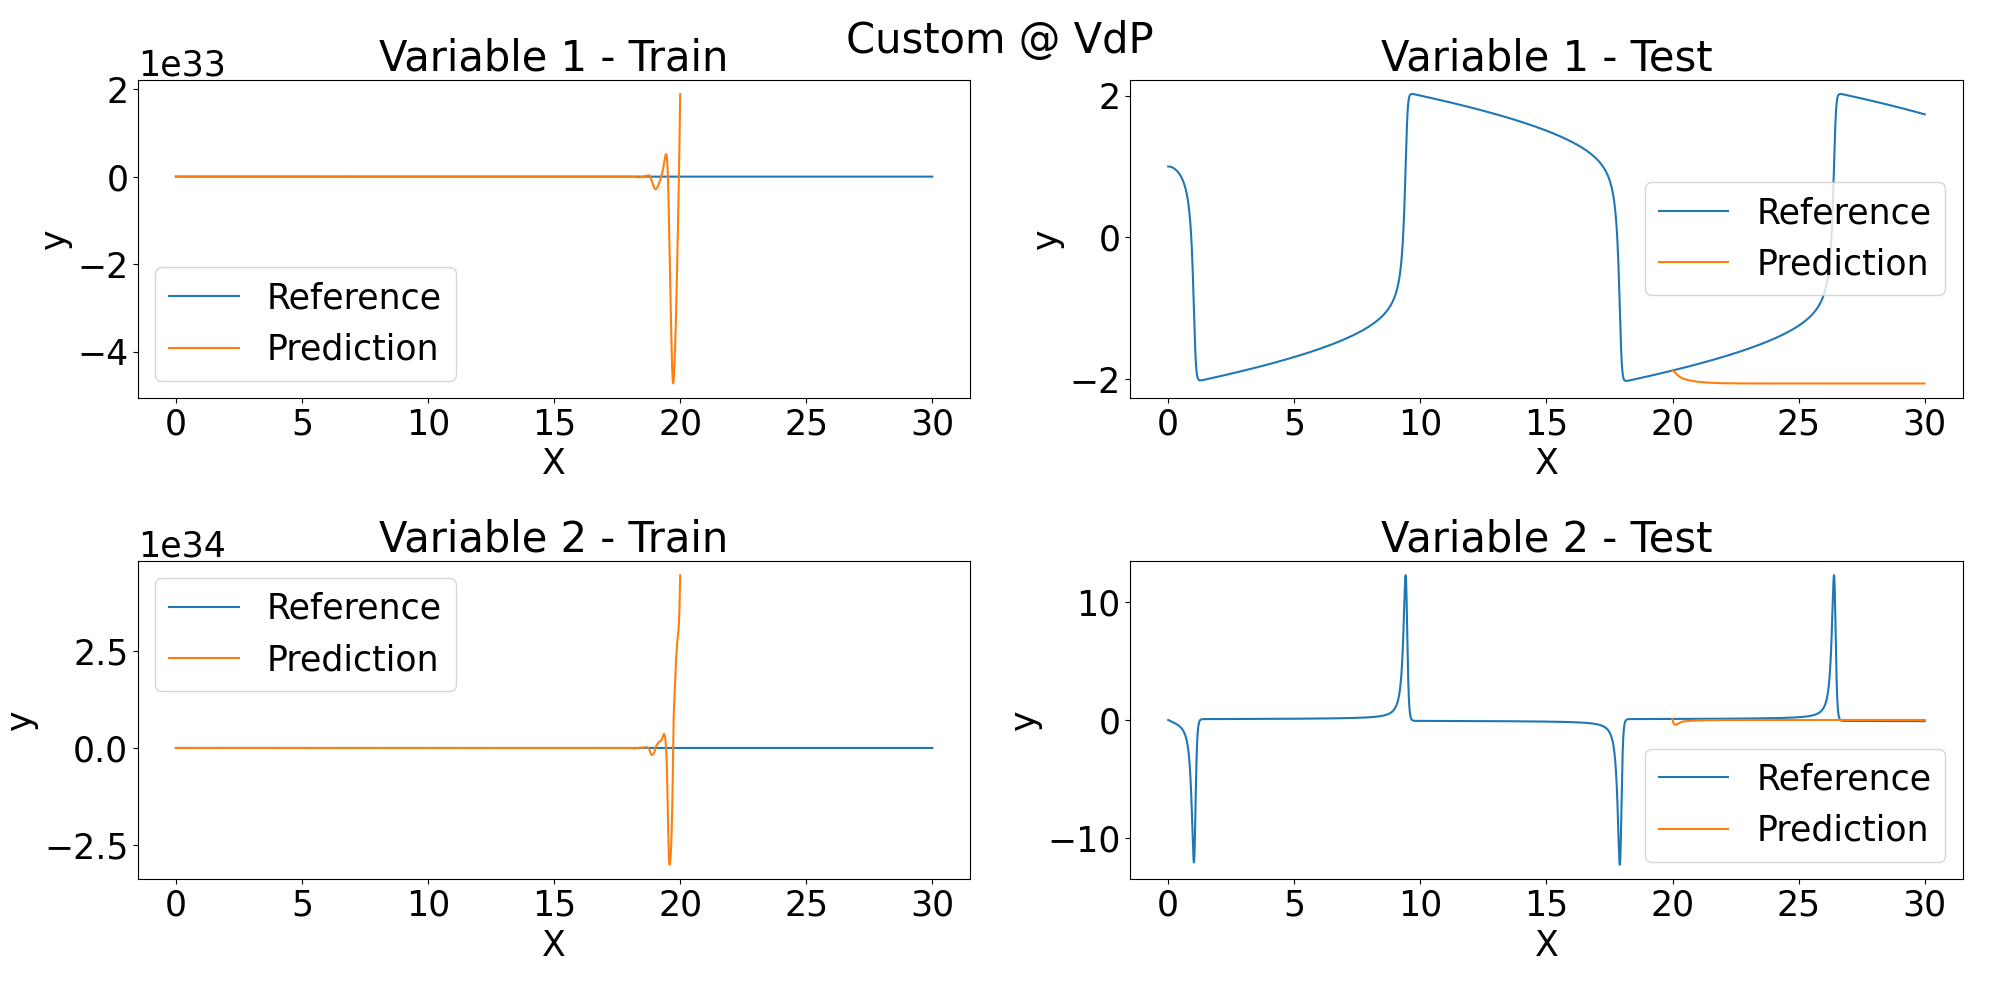 Custom @ VdP
Variable 1 - Train
1e33
2
0
−2
−4
y
Reference
Prediction
0 5 10 15 20 25 30
X
Variable 1 - Test
2
0
−2
y
Reference
Prediction
0 5 10 15 20 25 30
X
Variable 2 - Train
1e34
2.5
0.0
−2.5
y
Reference
Prediction
0 5 10 15 20 25 30
X
Variable 2 - Test
10
0
−10
y
Reference
Prediction
0 5 10 15 20 25 30
X